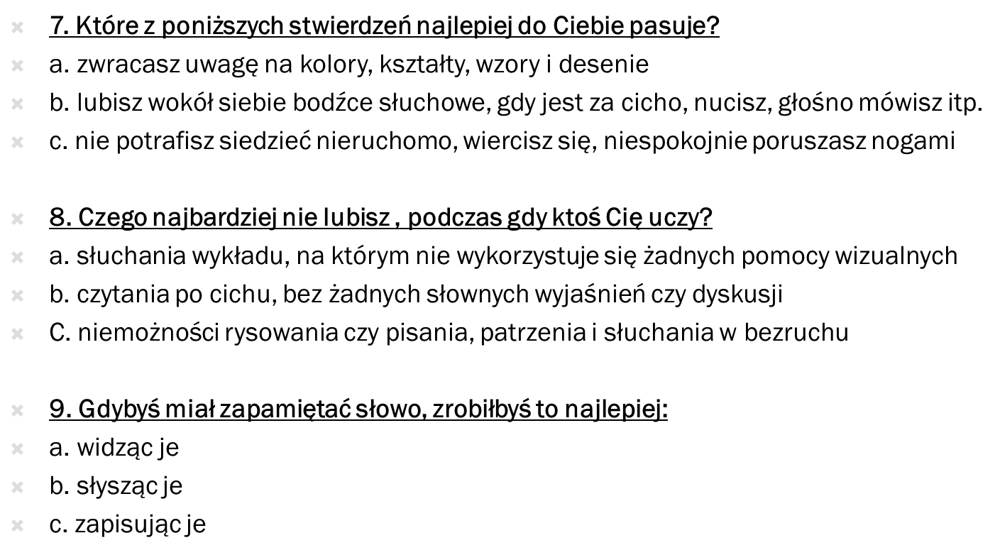 7. Które z poniższych stwierdzeń najlepiej do Ciebie pasuje?
a. zwracasz uwagę na kolory, kształty, wzory i desenie
b. lubisz wokół siebie bodźce słuchowe, gdy jest za cicho, nucisz, głośno mówisz itp.
c. nie potrafisz siedzieć nieruchomo, wiercisz się, niespokojnie poruszasz nogami
8. Czego najbardziej nie lubisz , podczas gdy ktoś Cię uczy?
a. słuchania wykładu, na którym nie wykorzystuje się żadnych pomocy wizualnych
b. czytania po cichu, bez żadnych słownych wyjaśnień czy dyskusji
C. niemożności rysowania czy pisania, patrzenia i słuchania w bezruchu
9. Gdybyś miał zapamiętać słowo, zrobiłbyś to najlepiej:
a. widząc je
b. słysząc je
c. zapisując je